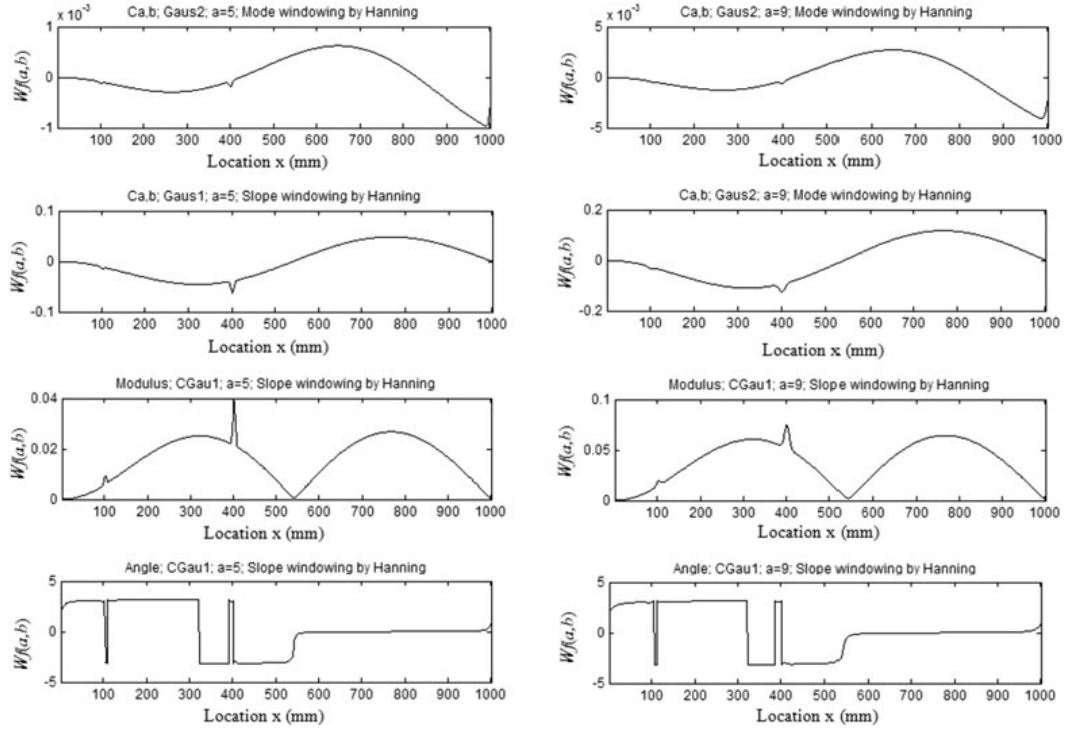 Ca,b; Gaus2; a=5; Mode windowing by Hanning
x 10⁻³
1
0
-1
Wf(a,b)
100 200 300 400 500 600 700 800 900 1000
Location x (mm)
Ca,b; Gaus2; a=9; Mode windowing by Hanning
x 10⁻³
5
0
-5
Wf(a,b)
100 200 300 400 500 600 700 800 900 1000
Location x (mm)
Ca,b; Gaus1; a=5; Slope windowing by Hanning
0.1
0
-0.1
Wf(a,b)
100 200 300 400 500 600 700 800 900 1000
Location x (mm)
Ca,b; Gaus2; a=9; Mode windowing by Hanning
0.2
0
-0.2
Wf(a,b)
100 200 300 400 500 600 700 800 900 1000
Location x (mm)
Modulus; CGau1; a=5; Slope windowing by Hanning
0.04
0.02
0
Wf(a,b)
100 200 300 400 500 600 700 800 900 1000
Location x (mm)
Modulus; CGau1; a=9; Slope windowing by Hanning
0.1
0.05
0
Wf(a,b)
100 200 300 400 500 600 700 800 900 1000
Location x (mm)
Angle; CGau1; a=5; Slope windowing by Hanning
5
0
-5
Wf(a,b)
100 200 300 400 500 600 700 800 900 1000
Location x (mm)
Angle; CGau1; a=9; Slope windowing by Hanning
5
0
-5
Wf(a,b)
100 200 300 400 500 600 700 800 900 1000
Location x (mm)